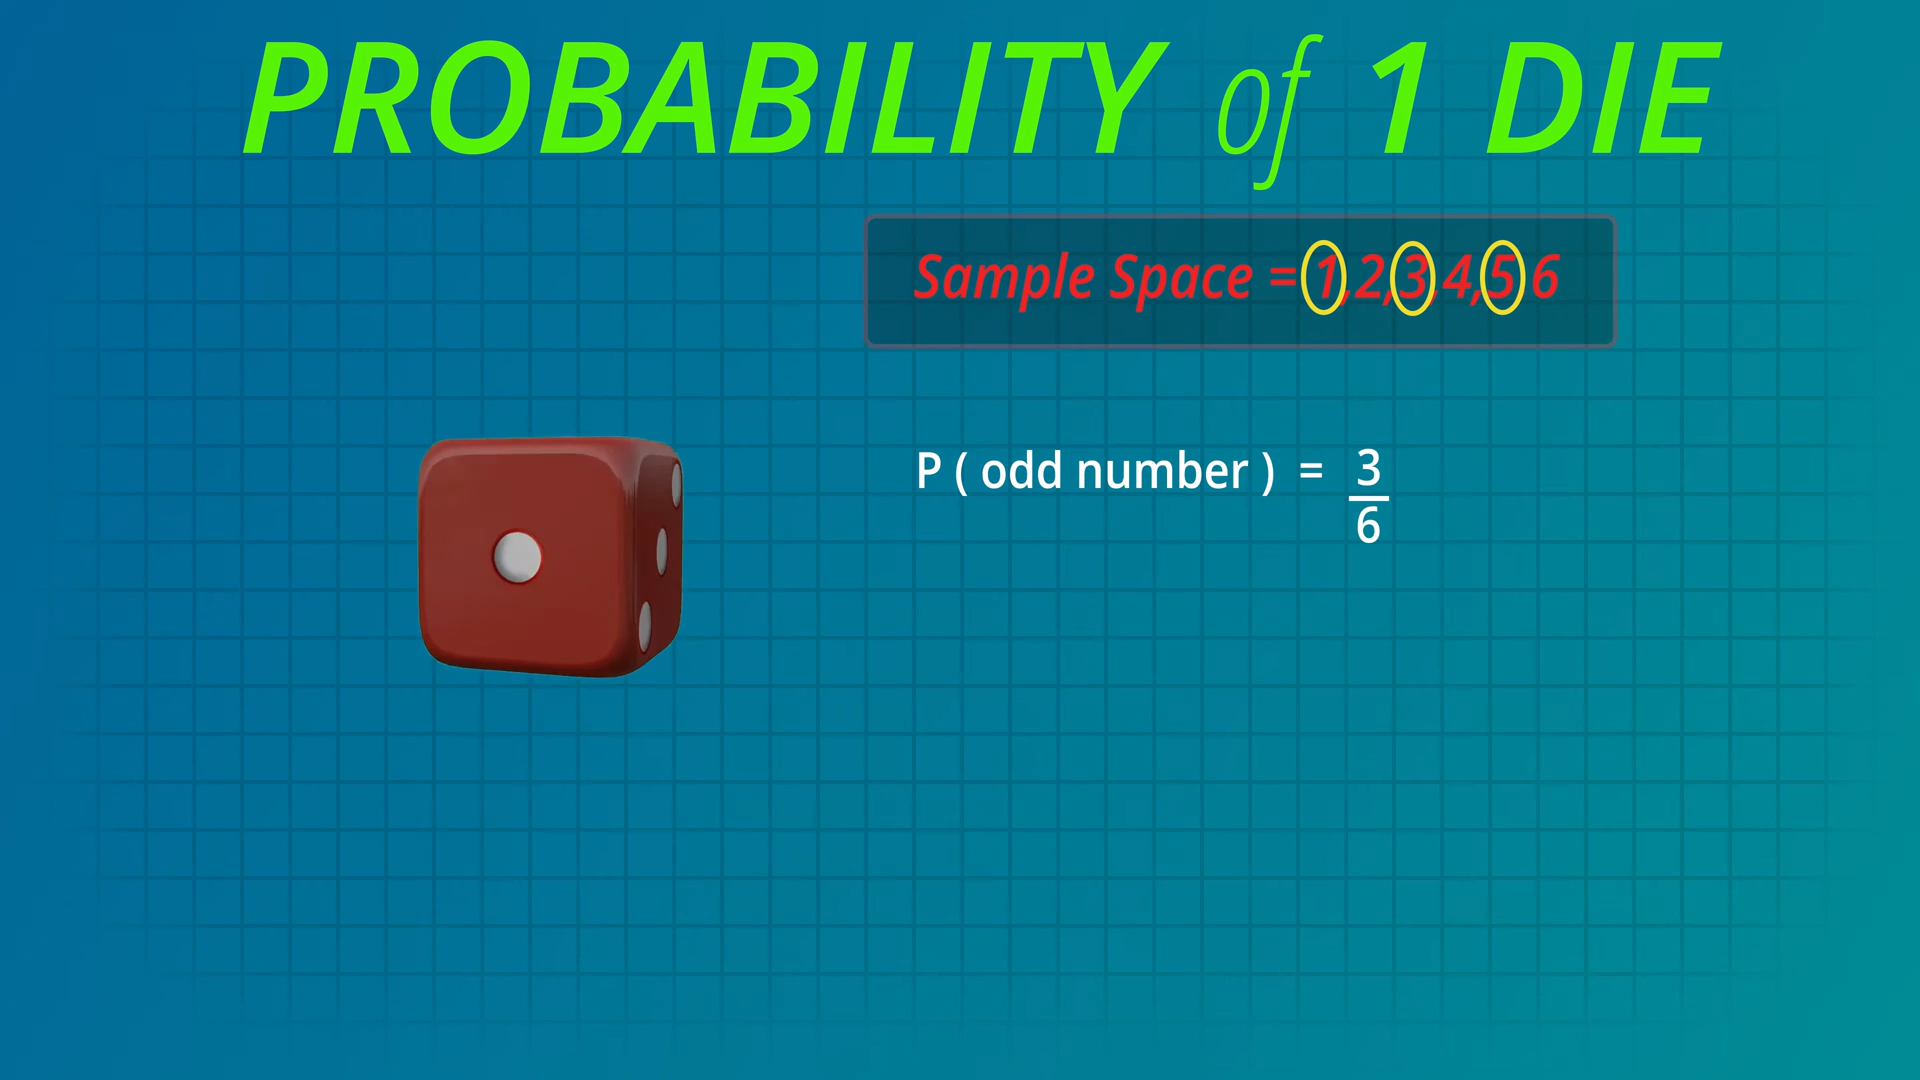 PROBABILITY of 1 DIE
Sample Space = 1,2,3,4,5 6
P ( odd number ) = 3
6